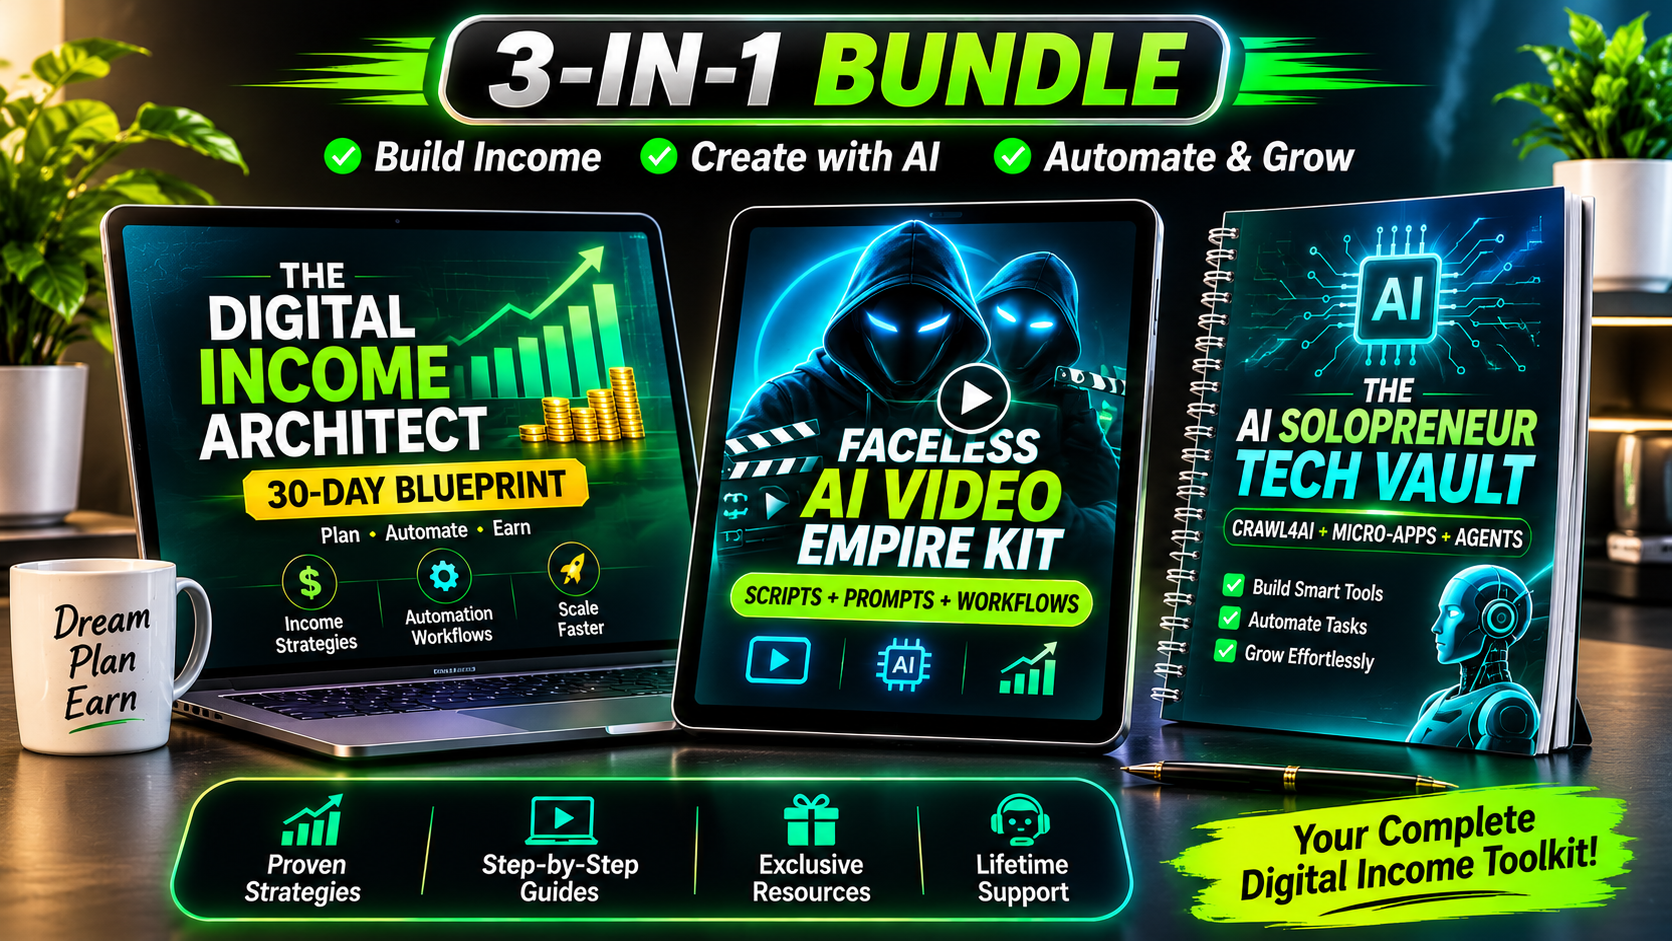 3-IN-1 BUNDLE
Build Income
Create with AI
Automate & Grow
THE
DIGITAL
INCOME
ARCHITECT
30-DAY BLUEPRINT
Plan • Automate • Earn
Income
Strategies
Automation
Workflows
Scale
Faster
FACELESS
AI VIDEO
EMPIRE KIT
SCRIPTS + PROMPTS + WORKFLOWS
AI
AI
THE
AI SOLOPRENEUR
TECH VAULT
CRAWL4AI + MICRO-APPS + AGENTS
Build Smart Tools
Automate Tasks
Grow Effortlessly
Dream
Plan
Earn
Proven
Strategies
Step-by-Step
Guides
Exclusive
Resources
Lifetime
Support
Your Complete
Digital Income Toolkit!